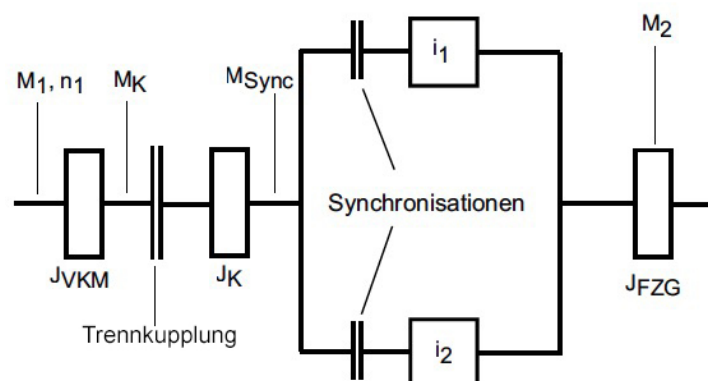 M1, n1
MK
MSync
i1
M2
Synchronisationen
JVKM
JK
JFZG
Trennkupplung
i2